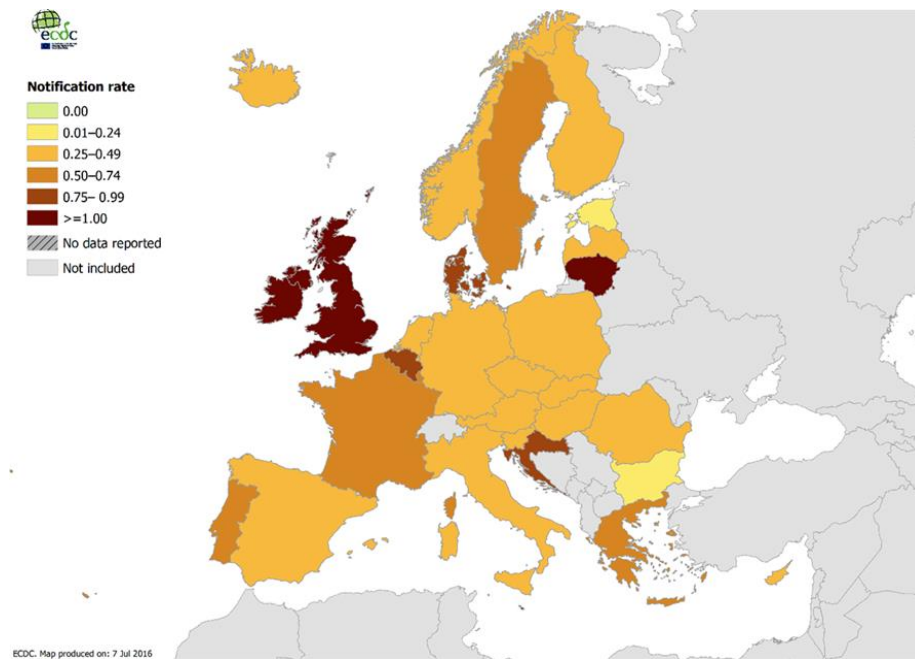 ecdc
Notification rate
0.00
0.01–0.24
0.25–0.49
0.50–0.74
0.75– 0.99
>=1.00
No data reported
Not included
ECDC. Map produced on: 7 Jul 2016